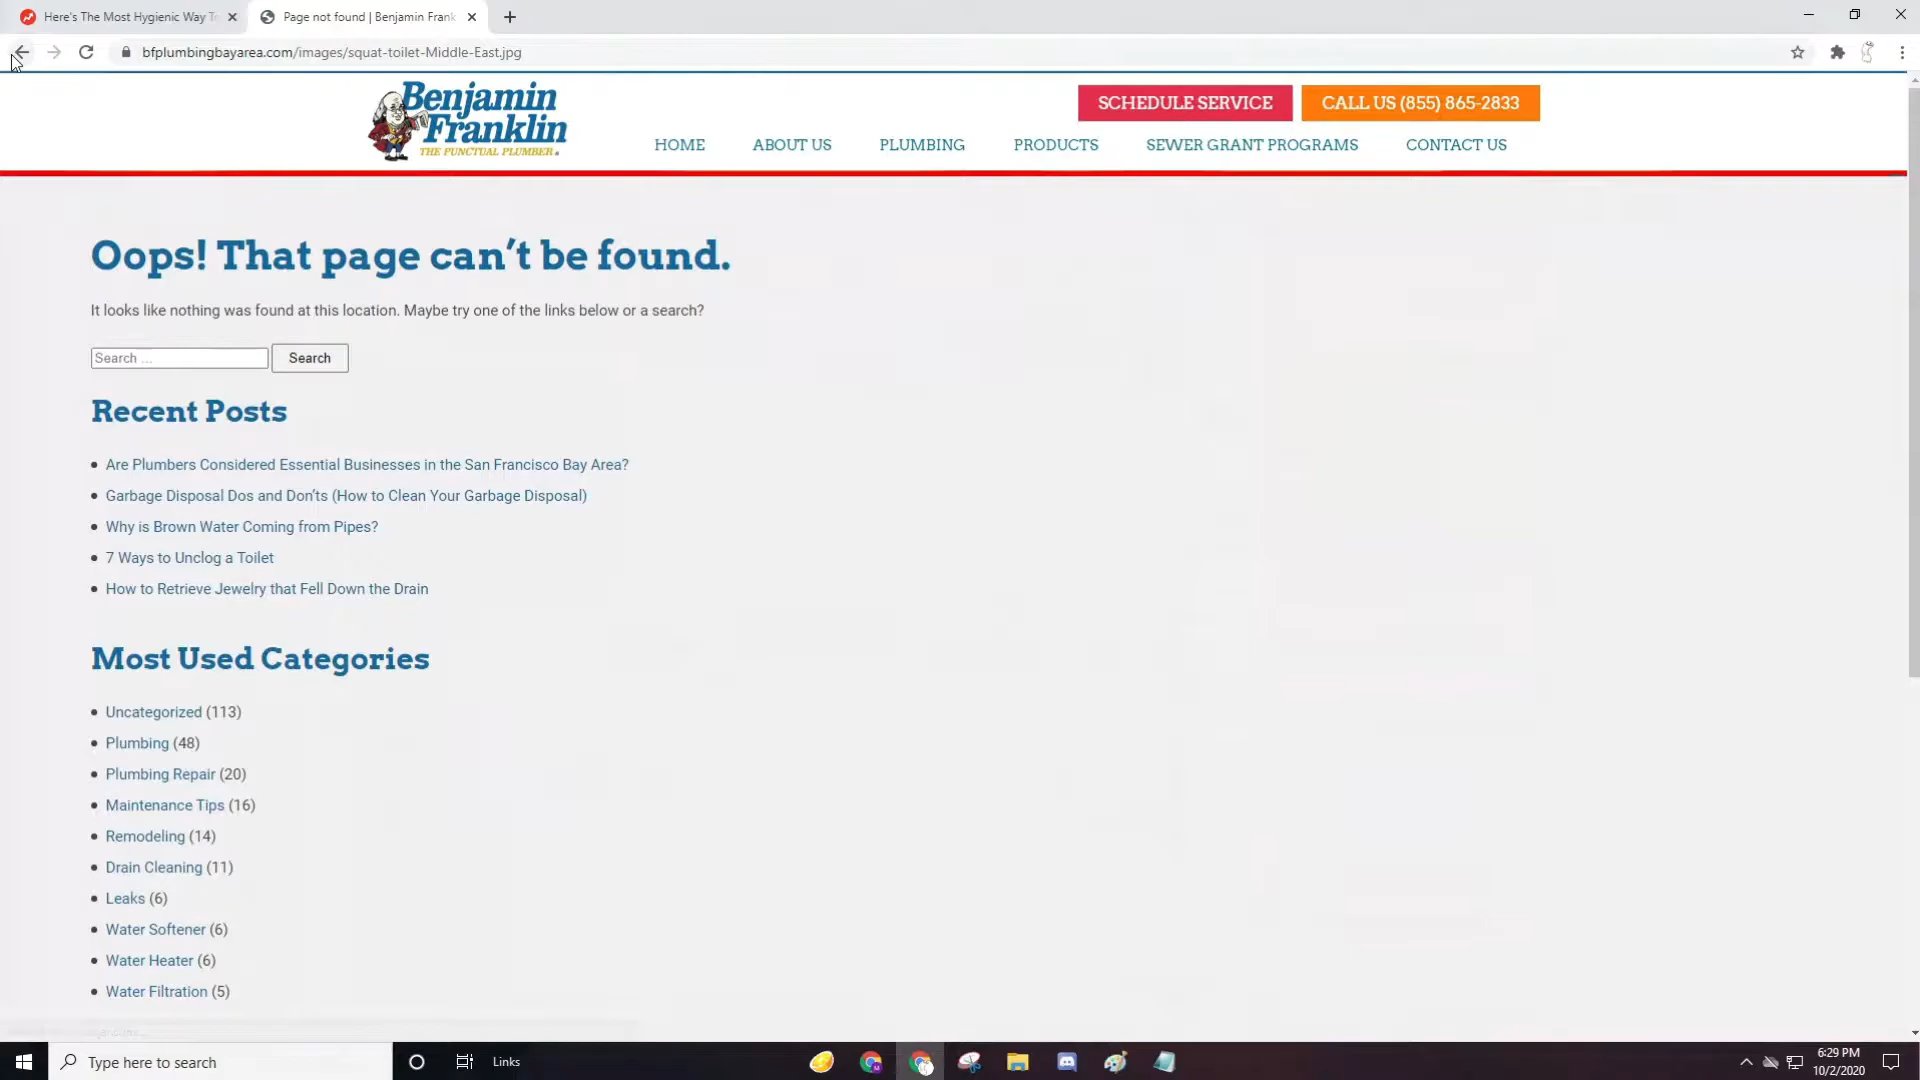 Here's The Most Hygienic Way T
Page not found | Benjamin Frank
bfplumbingbayarea.com/images/squat-toilet-Middle-East.jpg
Benjamin
Franklin
THE PUNCTUAL PLUMBER.
SCHEDULE SERVICE
CALL US (855) 865-2833
HOME
ABOUT US
PLUMBING
PRODUCTS
SEWER GRANT PROGRAMS
CONTACT US
Oops! That page can’t be found.
It looks like nothing was found at this location. Maybe try one of the links below or a search?
Search ...
Search
Recent Posts
Are Plumbers Considered Essential Businesses in the San Francisco Bay Area?
Garbage Disposal Dos and Don’ts (How to Clean Your Garbage Disposal)
Why is Brown Water Coming from Pipes?
7 Ways to Unclog a Toilet
How to Retrieve Jewelry that Fell Down the Drain
Most Used Categories
Uncategorized (113)
Plumbing (48)
Plumbing Repair (20)
Maintenance Tips (16)
Remodeling (14)
Drain Cleaning (11)
Leaks (6)
Water Softener (6)
Water Heater (6)
Water Filtration (5)
Type here to search
Links
6:29 PM
10/2/2020